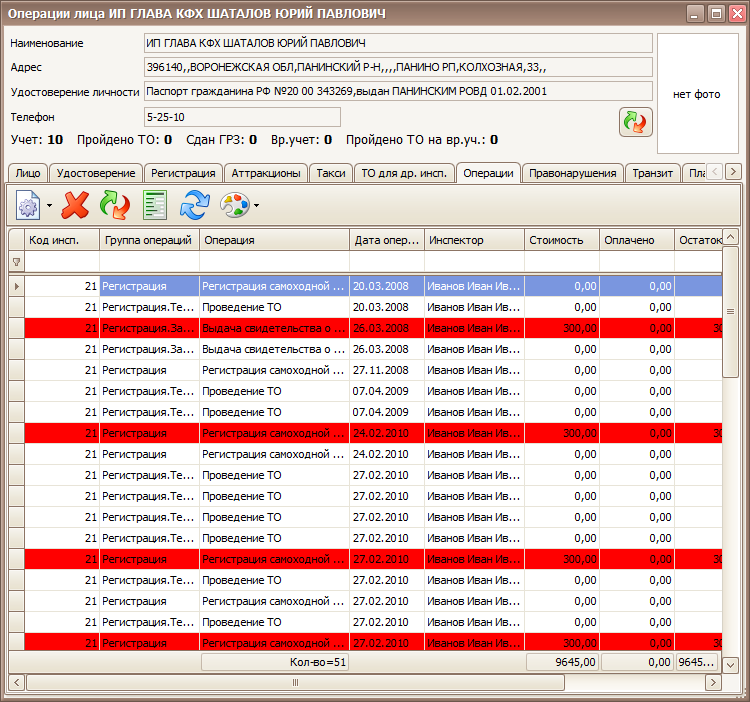 Операции лица ИП ГЛАВА КФХ ШАТАЛОВ ЮРИЙ ПАВЛОВИЧ
Наименование ИП ГЛАВА КФХ ШАТАЛОВ ЮРИЙ ПАВЛОВИЧ
Адрес 396140,,ВОРОНЕЖСКАЯ ОБЛ,ПАНИНСКИЙ Р-Н,,,,ПАНИНО РП,КОЛХОЗНАЯ,33,,
Удостоверение личности Паспорт гражданина РФ №20 00 343269,выдан ПАНИНСКИМ РОВД 01.02.2001
нет фото
Телефон 5-25-10
Учет: 10 Пройдено ТО: 0 Сдан ГРЗ: 0 Вр.учет: 0 Пройдено ТО на вр.уч.: 0
Лицо Удостоверение Регистрация Аттракционы Такси ТО для др. инсп. Операции Правонарушения Транзит Пла
Код инсп. Группа операций Операция Дата опер... Инспектор Стоимость Оплачено Остаток
21 Регистрация Регистрация самоходной ... 20.03.2008 Иванов Иван Ив... 0,00 0,00
21 Регистрация.Те... Проведение ТО 20.03.2008 Иванов Иван Ив... 0,00 0,00
21 Регистрация.За... Выдача свидетельства о ... 26.03.2008 Иванов Иван Ив... 300,00 0,00 30
21 Регистрация.За... Выдача свидетельства о ... 26.03.2008 Иванов Иван Ив... 0,00 0,00
21 Регистрация Регистрация самоходной ... 27.11.2008 Иванов Иван Ив... 0,00 0,00
21 Регистрация.Те... Проведение ТО 07.04.2009 Иванов Иван Ив... 0,00 0,00
21 Регистрация.Те... Проведение ТО 07.04.2009 Иванов Иван Ив... 0,00 0,00
21 Регистрация Регистрация самоходной ... 24.02.2010 Иванов Иван Ив... 300,00 0,00 30
21 Регистрация Регистрация самоходной ... 24.02.2010 Иванов Иван Ив... 0,00 0,00
21 Регистрация.Те... Проведение ТО 27.02.2010 Иванов Иван Ив... 0,00 0,00
21 Регистрация.Те... Проведение ТО 27.02.2010 Иванов Иван Ив... 0,00 0,00
21 Регистрация.Те... Проведение ТО 27.02.2010 Иванов Иван Ив... 0,00 0,00
21 Регистрация.Те... Проведение ТО 27.02.2010 Иванов Иван Ив... 0,00 0,00
21 Регистрация Регистрация самоходной ... 27.02.2010 Иванов Иван Ив... 300,00 0,00 30
21 Регистрация.Те... Проведение ТО 27.02.2010 Иванов Иван Ив... 0,00 0,00
21 Регистрация Регистрация самоходной ... 27.02.2010 Иванов Иван Ив... 0,00 0,00
21 Регистрация.Те... Проведение ТО 27.02.2010 Иванов Иван Ив... 0,00 0,00
21 Регистрация Регистрация самоходной ... 27.02.2010 Иванов Иван Ив... 300,00 0,00 30
Кол-во=51 9645,00 0,00 9645...